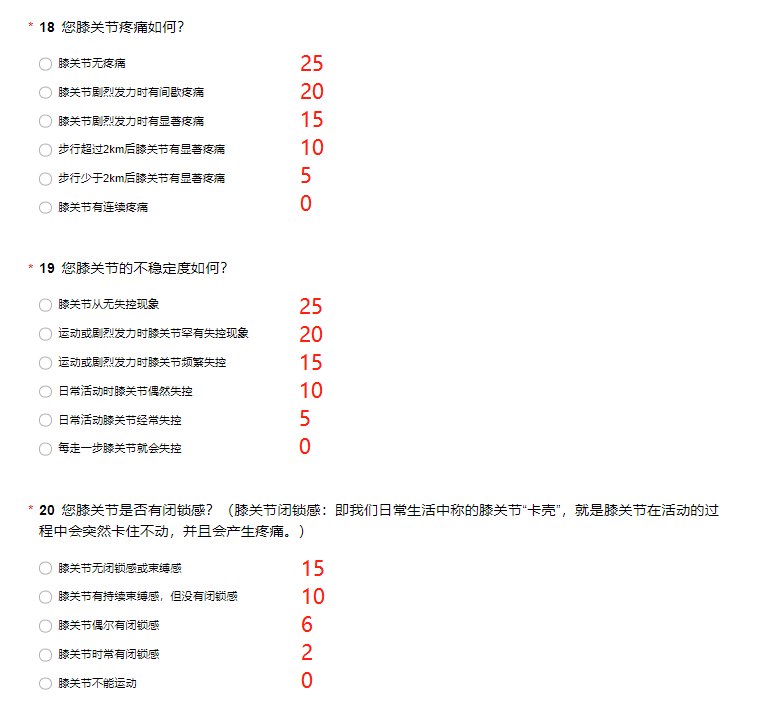 * 18 您膝关节疼痛如何?
膝关节无疼痛 25
膝关节剧烈发力时有间歇疼痛 20
膝关节剧烈发力时有显著疼痛 15
步行超过2km后膝关节有显著疼痛 10
步行少于2km后膝关节有显著疼痛 5
膝关节有连续疼痛 0
* 19 您膝关节的不稳定度如何?
膝关节从无失控现象 25
运动或剧烈发力时膝关节罕有失控现象 20
运动或剧烈发力时膝关节频繁失控 15
日常活动时膝关节偶然失控 10
日常活动膝关节经常失控 5
每走一步膝关节就会失控 0
* 20 您膝关节是否有闭锁感?（膝关节闭锁感：即我们日常生活中称的膝关节“卡壳”，就是膝关节在活动的过
程中会突然卡住不动，并且会产生疼痛。）
膝关节无闭锁感或束缚感 15
膝关节有持续束缚感，但没有闭锁感 10
膝关节偶尔有闭锁感 6
膝关节时常有闭锁感 2
膝关节不能运动 0